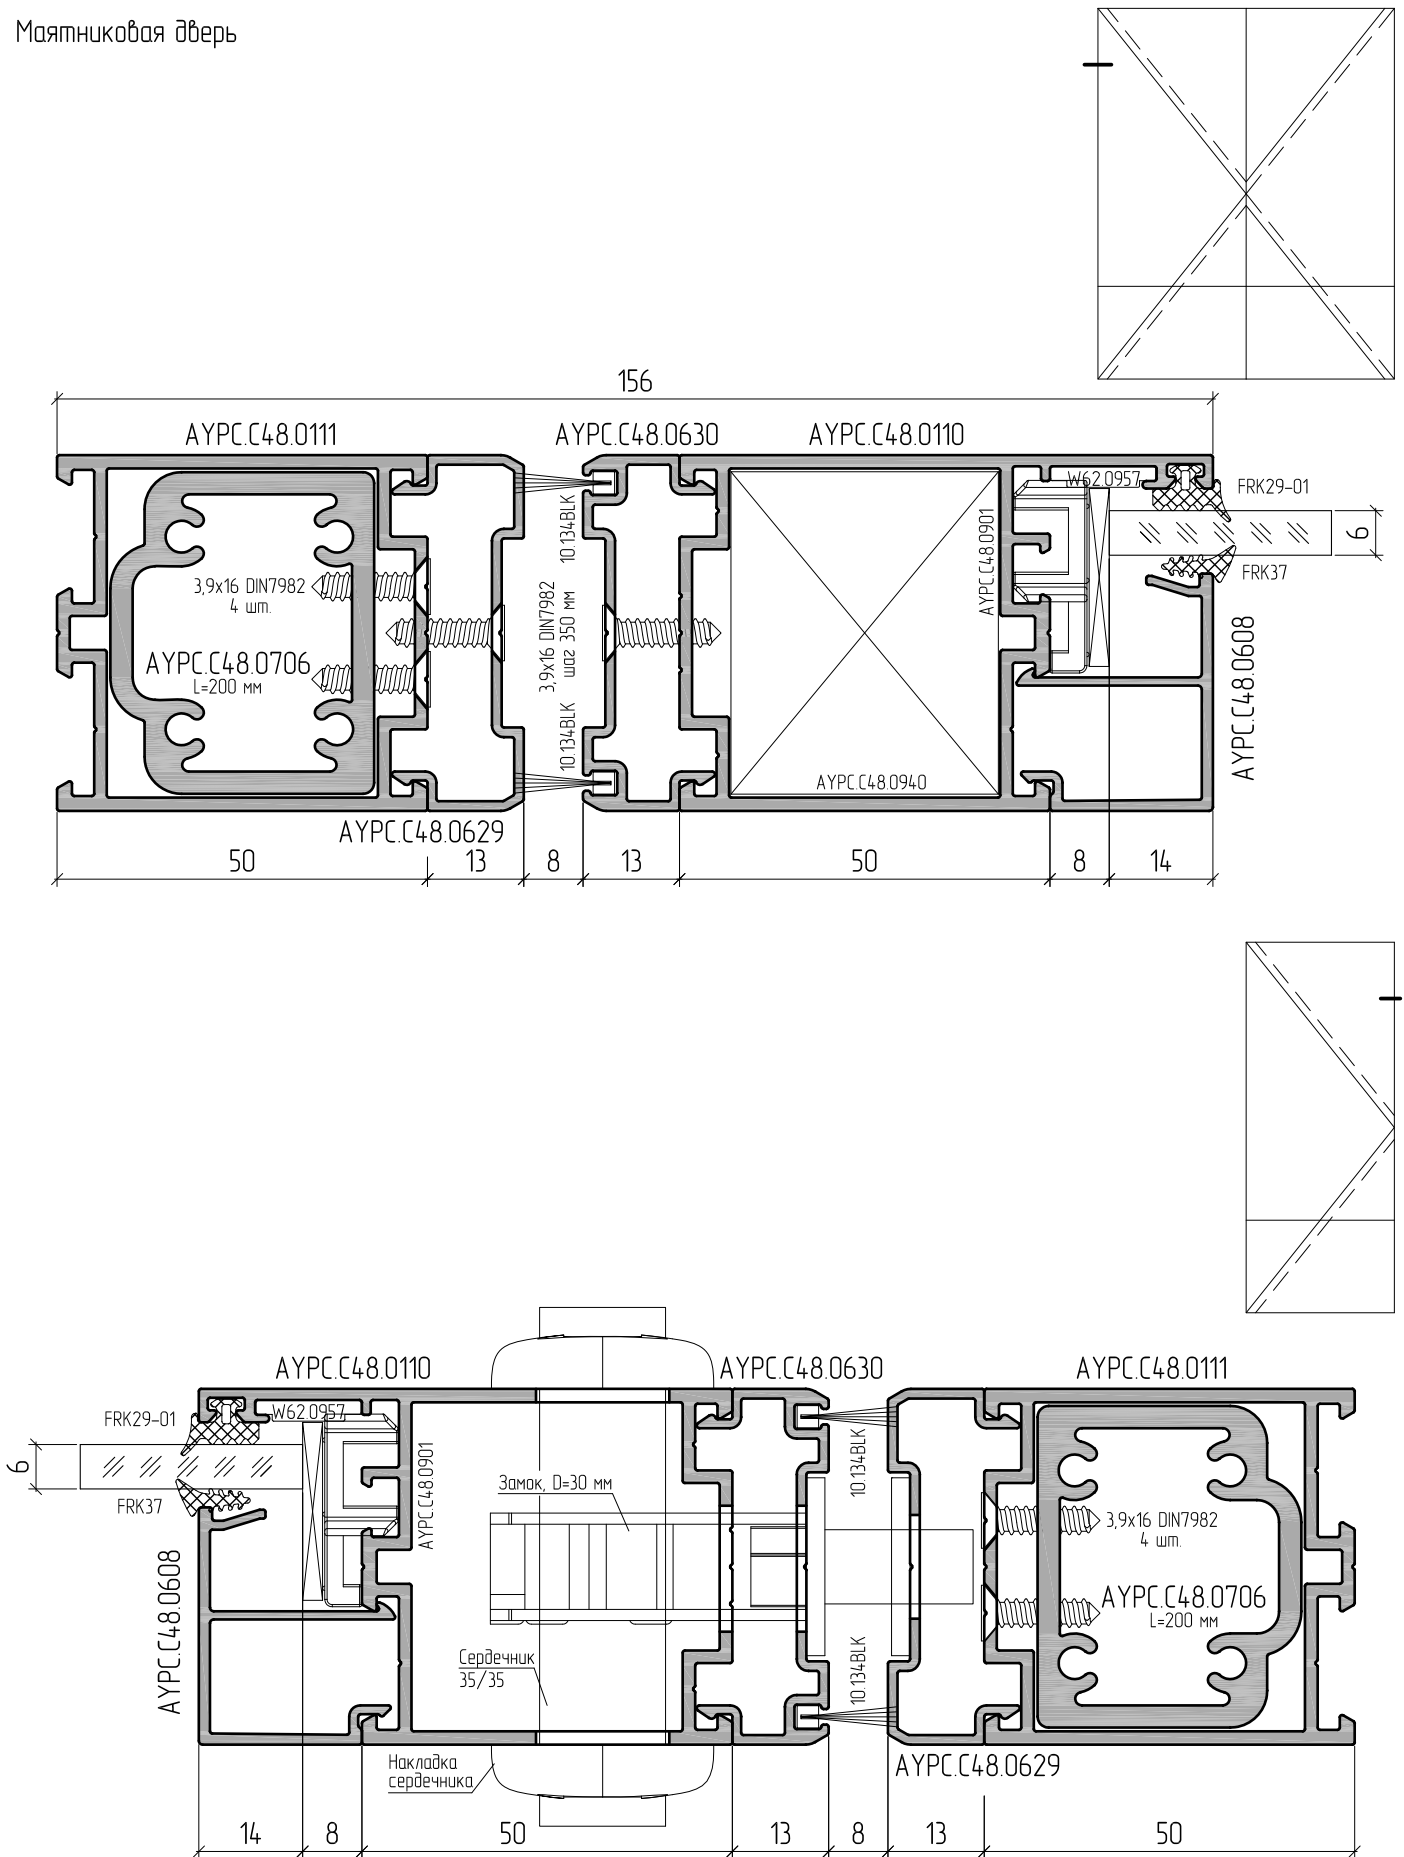 Маятниковая дверь
156
AYPC.C48.0111
AYPC.C48.0630
AYPC.C48.0110
W62.0957
FRK29-01
10.134BLK
AYPC.C48.0901
6
FRK37
3,9x16 DIN7982
4 шт.
3,9x16 DIN7982
шаг 350 мм
AYPC.C48.0706
L=200 мм
AYPC.C48.0608
10.134BLK
AYPC.C48.0940
AYPC.C48.0629
50
13
8
13
50
8
14
AYPC.C48.0110
AYPC.C48.0630
AYPC.C48.0111
W62.0957
FRK29-01
10.134BLK
AYPC.C48.0901
6
Замок, D=30 мм
FRK37
3,9x16 DIN7982
4 шт.
AYPC.C48.0608
AYPC.C48.0706
L=200 мм
Сердечник
35/35
10.134BLK
Накладка
сердечника
AYPC.C48.0629
14
8
50
13
8
13
50